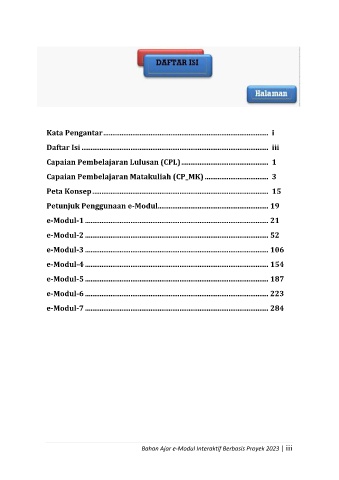 DAFTAR ISI
Halaman
Kata Pengantar ........................................................................... i
Daftar Isi ..................................................................................... iii
Capaian Pembelajaran Lulusan (CPL) ....................................... 1
Capaian Pembelajaran Matakuliah (CP_MK) ............................. 3
Peta Konsep ................................................................................ 15
Petunjuk Penggunaan e-Modul.................................................. 19
e-Modul-1 ................................................................................... 21
e-Modul-2 ................................................................................... 52
e-Modul-3 ................................................................................... 106
e-Modul-4 ................................................................................... 154
e-Modul-5 ................................................................................... 187
e-Modul-6 ................................................................................... 223
e-Modul-7 ................................................................................... 284
Bahan Ajar e-Modul Interaktif Berbasis Proyek 2023 | iii